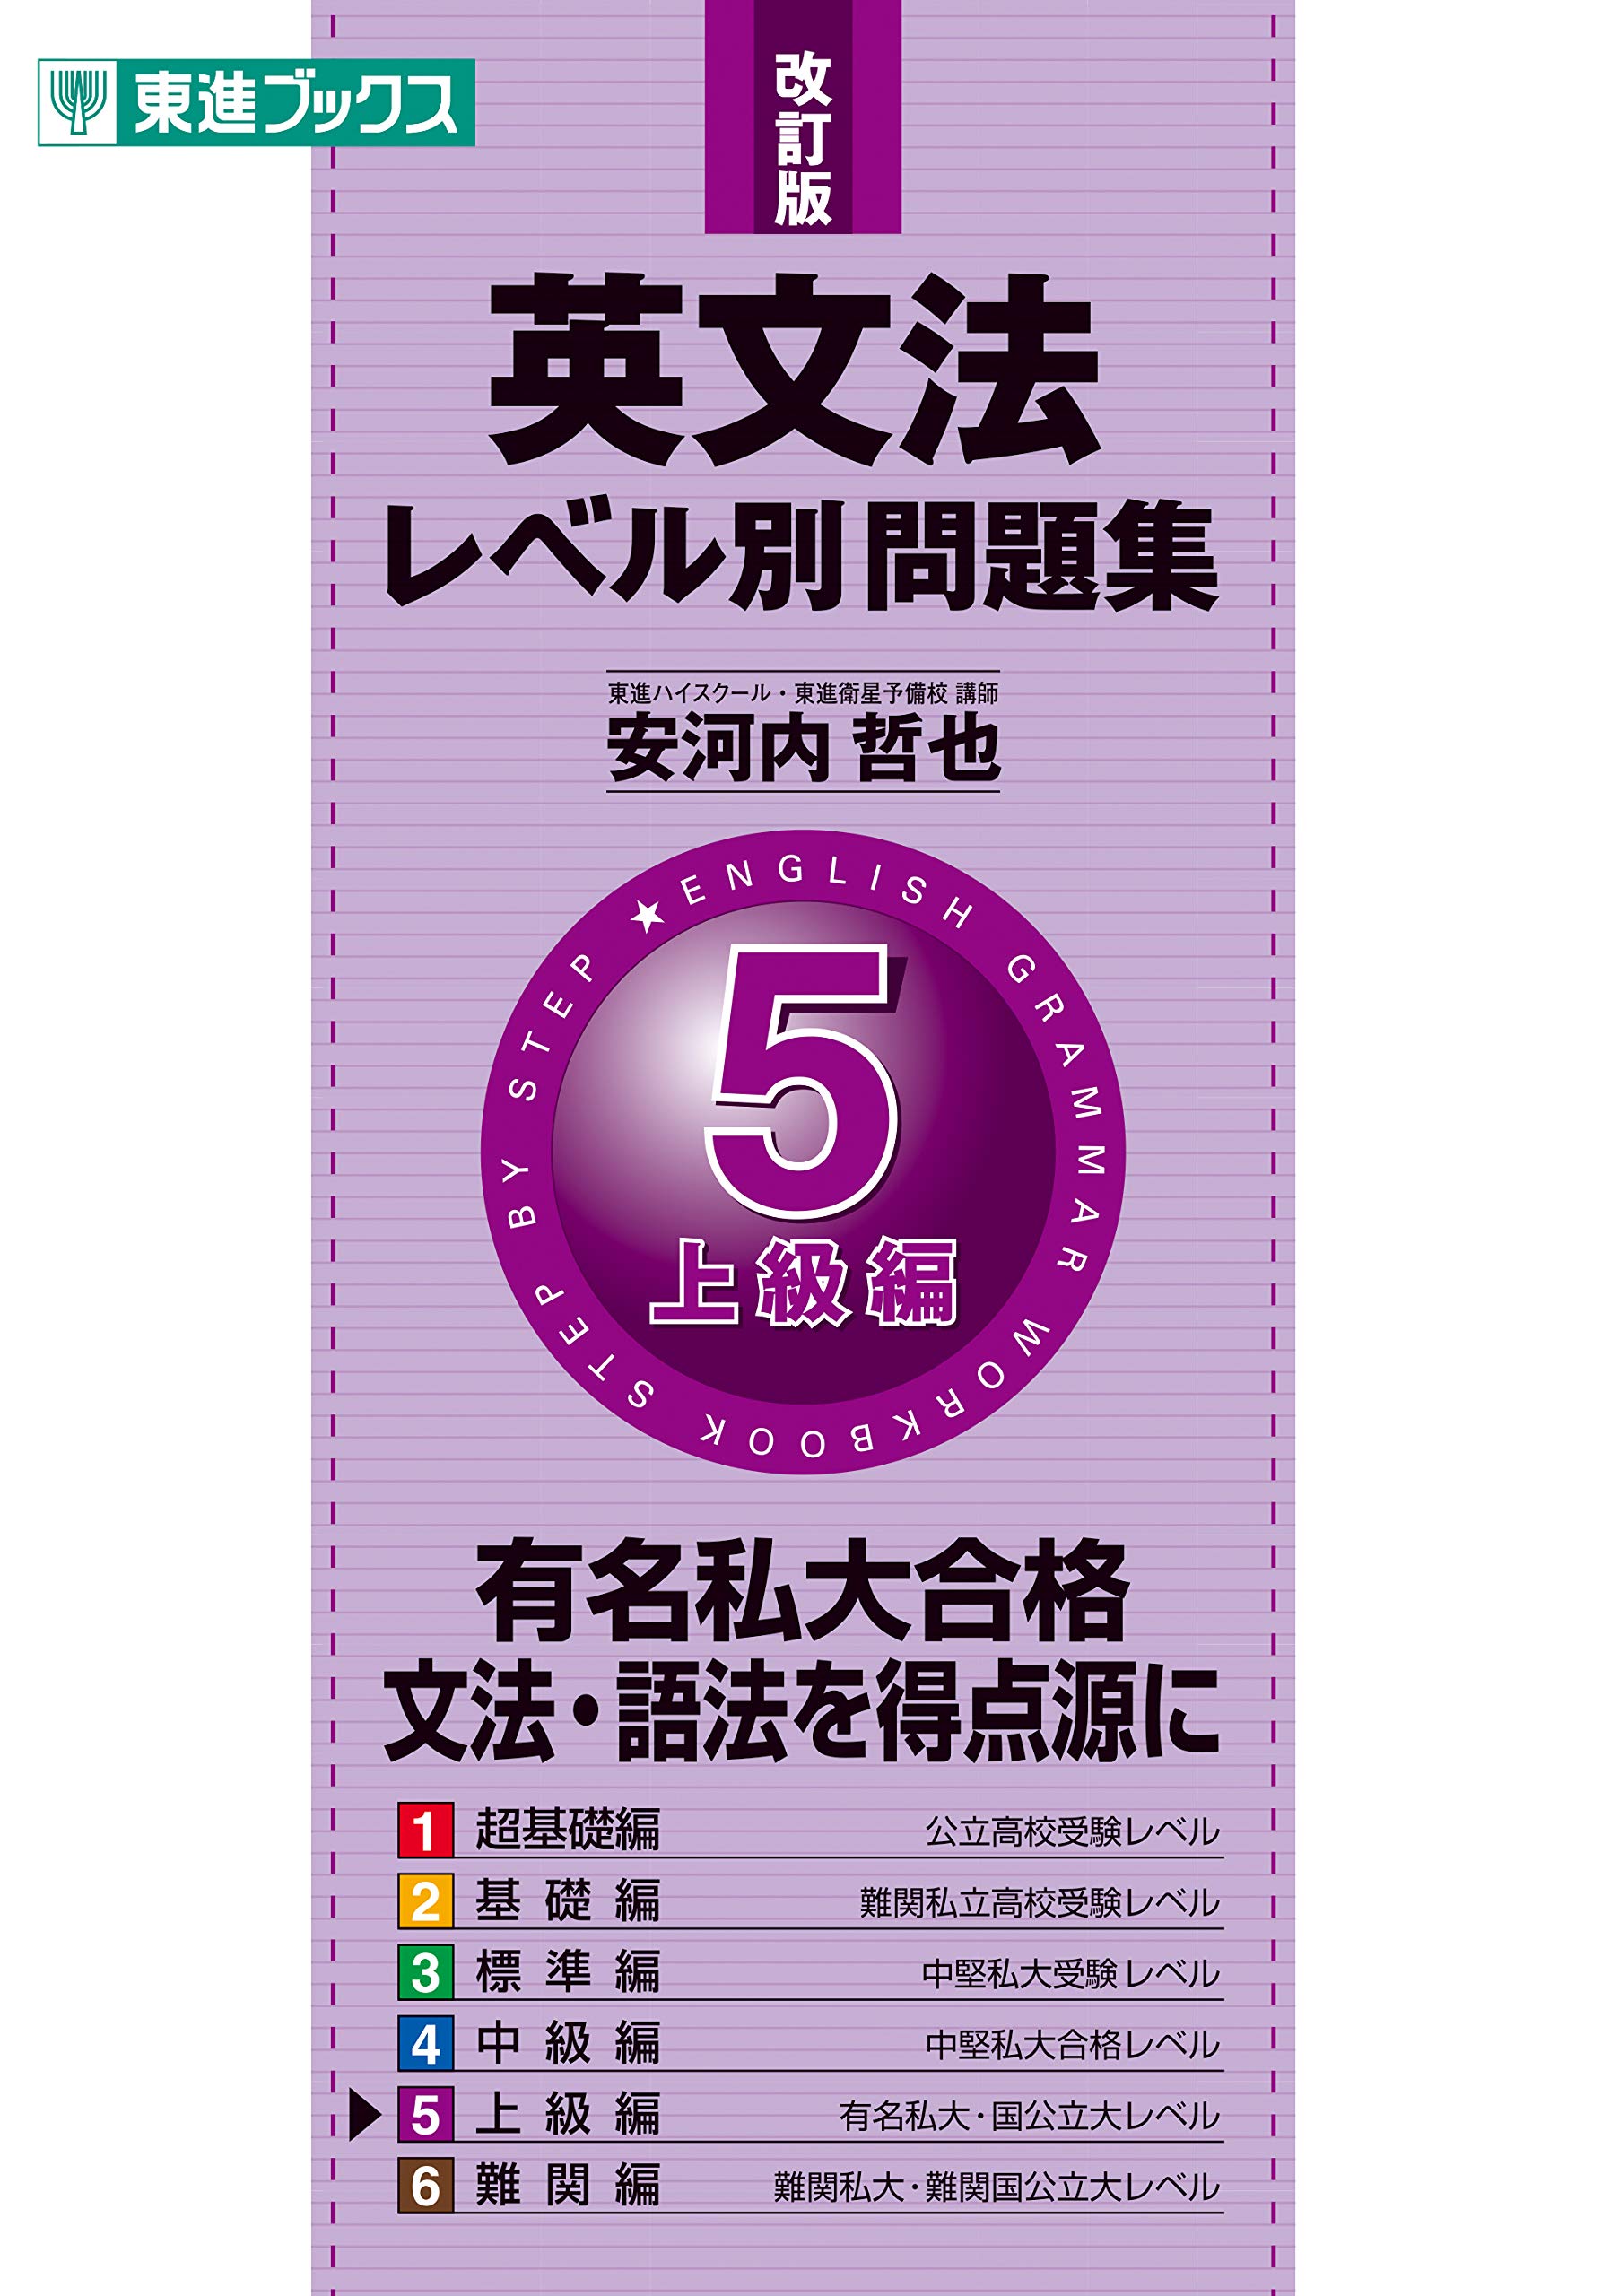 東進ブックス
改訂版
英文法
レベル別問題集
東進ハイスクール・東進衛星予備校 講師
安河内 哲也
★ENGLISH GRAMMAR WORKBOOK STEP BY STEP
5
上級編
有名私大合格
文法・語法を得点源に
1 超基礎編 公立高校受験レベル
2 基礎編 難関私立高校受験レベル
3 標準編 中堅私大受験レベル
4 中級編 中堅私大合格レベル
5 上級編 有名私大・国公立大レベル
6 難関編 難関私大・難関国公立大レベル